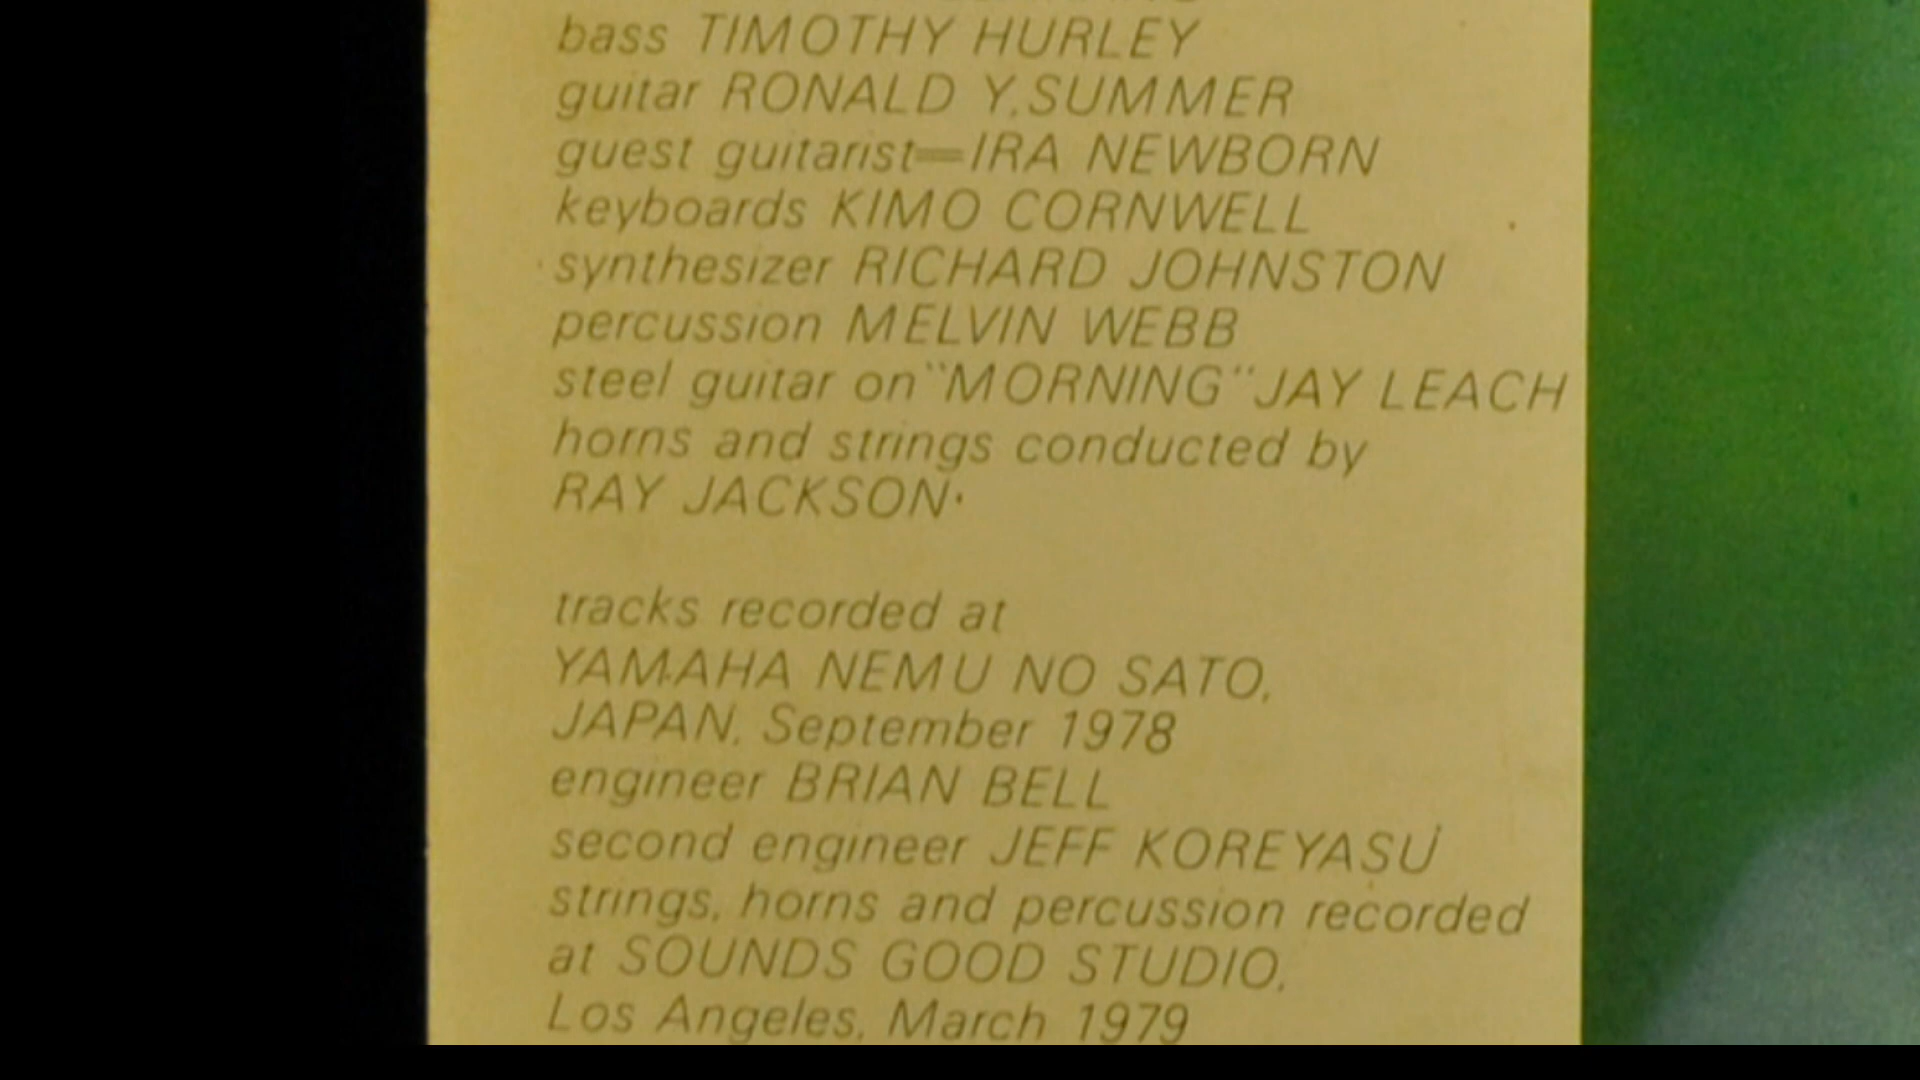 bass TIMOTHY HURLEY
guitar RONALD Y.SUMMER
guest guitarist=IRA NEWBORN
keyboards KIMO CORNWELL
synthesizer RICHARD JOHNSTON
percussion MELVIN WEBB
steel guitar on "MORNING" JAY LEACH
horns and strings conducted by
RAY JACKSON·
tracks recorded at
YAMAHA NEMU NO SATO,
JAPAN, September 1978
engineer BRIAN BELL
second engineer JEFF KOREYASU
strings, horns and percussion recorded
at SOUNDS GOOD STUDIO,
Los Angeles, March 1979